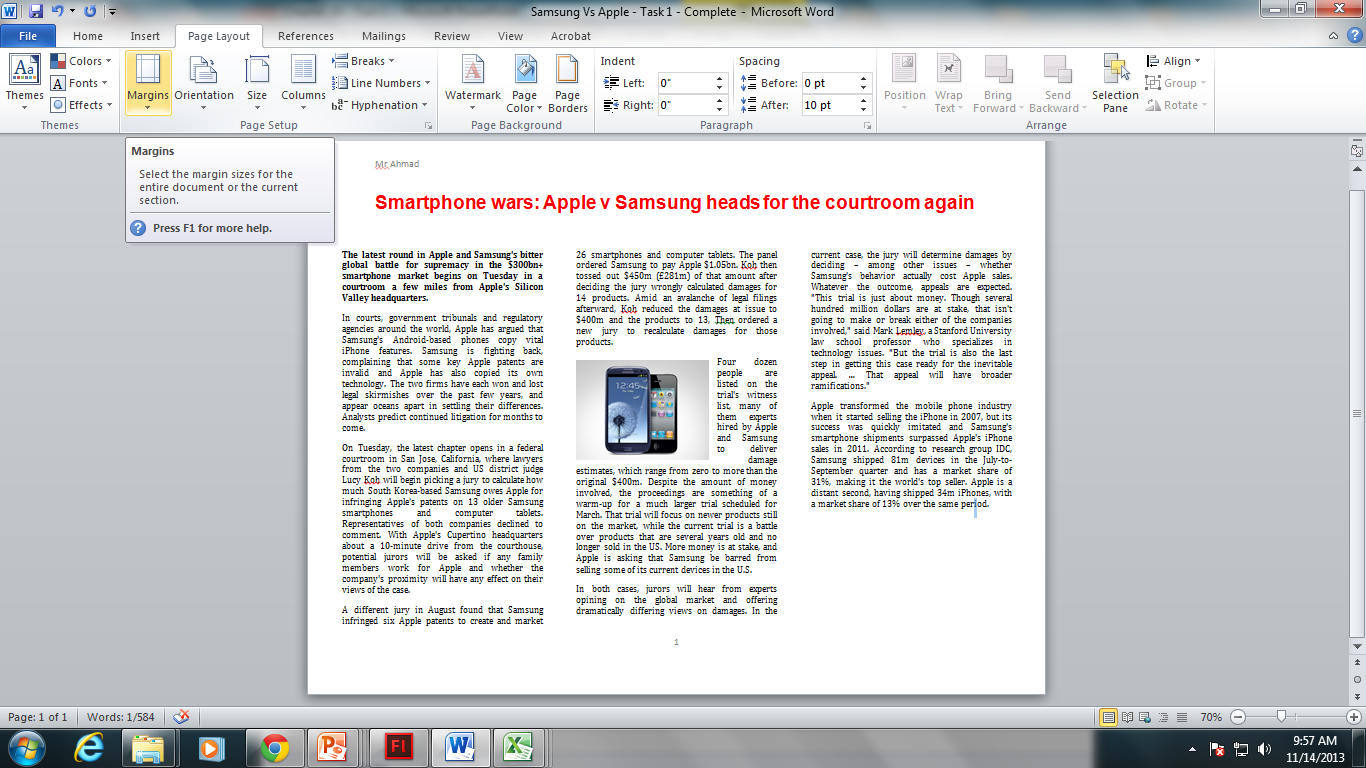 Samsung Vs Apple - Task 1 - Complete - Microsoft Word
File Home Insert Page Layout References Mailings Review View Acrobat
Themes
Colors
Fonts
Effects
Themes
Margins
Orientation
Size
Columns
Breaks
Line Numbers
Hyphenation
Page Setup
Watermark
Page Color
Page Borders
Page Background
Indent
Left: 0"
Right: 0"
Spacing
Before: 0 pt
After: 10 pt
Paragraph
Position
Wrap Text
Bring Forward
Send Backward
Selection Pane
Align
Group
Rotate
Arrange
Margins
Select the margin sizes for the
entire document or the current
section.
Press F1 for more help.
Mr Ahmad
Smartphone wars: Apple v Samsung heads for the courtroom again
The latest round in Apple and Samsung's bitter
global battle for supremacy in the $300bn+
smartphone market begins on Tuesday in a
courtroom a few miles from Apple's Silicon
Valley headquarters.
In courts, government tribunals and regulatory
agencies around the world, Apple has argued that
Samsung's Android-based phones copy vital
iPhone features. Samsung is fighting back,
complaining that some key Apple patents are
invalid and Apple has also copied its own
technology. The two firms have each won and lost
legal skirmishes over the past few years, and
appear oceans apart in settling their differences.
Analysts predict continued litigation for months to
come.
On Tuesday, the latest chapter opens in a federal
courtroom in San Jose, California, where lawyers
from the two companies and US district judge
Lucy Koh will begin picking a jury to calculate how
much South Korea-based Samsung owes Apple for
infringing Apple's patents on 13 older Samsung
smartphones and computer tablets.
Representatives of both companies declined to
comment. With Apple's Cupertino headquarters
about a 10-minute drive from the courthouse,
potential jurors will be asked if any family
members work for Apple and whether the
company's proximity will have any effect on their
views of the case.
A different jury in August found that Samsung
infringed six Apple patents to create and market
26 smartphones and computer tablets. The panel
ordered Samsung to pay Apple $1.05bn. Koh then
tossed out $450m (£281m) of that amount after
deciding the jury wrongly calculated damages for
14 products. Amid an avalanche of legal filings
afterward, Koh reduced the damages at issue to
$400m and the products to 13, Then ordered a
new jury to recalculate damages for those
products.
12:45
Four dozen
people are
listed on the
trial's witness
list, many of
them experts
hired by Apple
and Samsung
to deliver
damage
estimates, which range from zero to more than the
original $400m. Despite the amount of money
involved, the proceedings are something of a
warm-up for a much larger trial scheduled for
March. That trial will focus on newer products still
on the market, while the current trial is a battle
over products that are several years old and no
longer sold in the US. More money is at stake, and
Apple is asking that Samsung be barred from
selling some of its current devices in the U.S.
In both cases, jurors will hear from experts
opining on the global market and offering
dramatically differing views on damages. In the
current case, the jury will determine damages by
deciding – among other issues – whether
Samsung's behavior actually cost Apple sales.
Whatever the outcome, appeals are expected.
"This trial is just about money. Though several
hundred million dollars are at stake, that isn't
going to make or break either of the companies
involved," said Mark Lemley, a Stanford University
law school professor who specializes in
technology issues. "But the trial is also the last
step in getting this case ready for the inevitable
appeal. ... That appeal will have broader
ramifications."
Apple transformed the mobile phone industry
when it started selling the iPhone in 2007, but its
success was quickly imitated and Samsung's
smartphone shipments surpassed Apple's iPhone
sales in 2011. According to research group IDC,
Samsung shipped 81m devices in the July-to-
September quarter and has a market share of
31%, making it the world's top seller. Apple is a
distant second, having shipped 34m iPhones, with
a market share of 13% over the same period.
1
Page: 1 of 1 Words: 1/584 70%
9:57 AM
11/14/2013